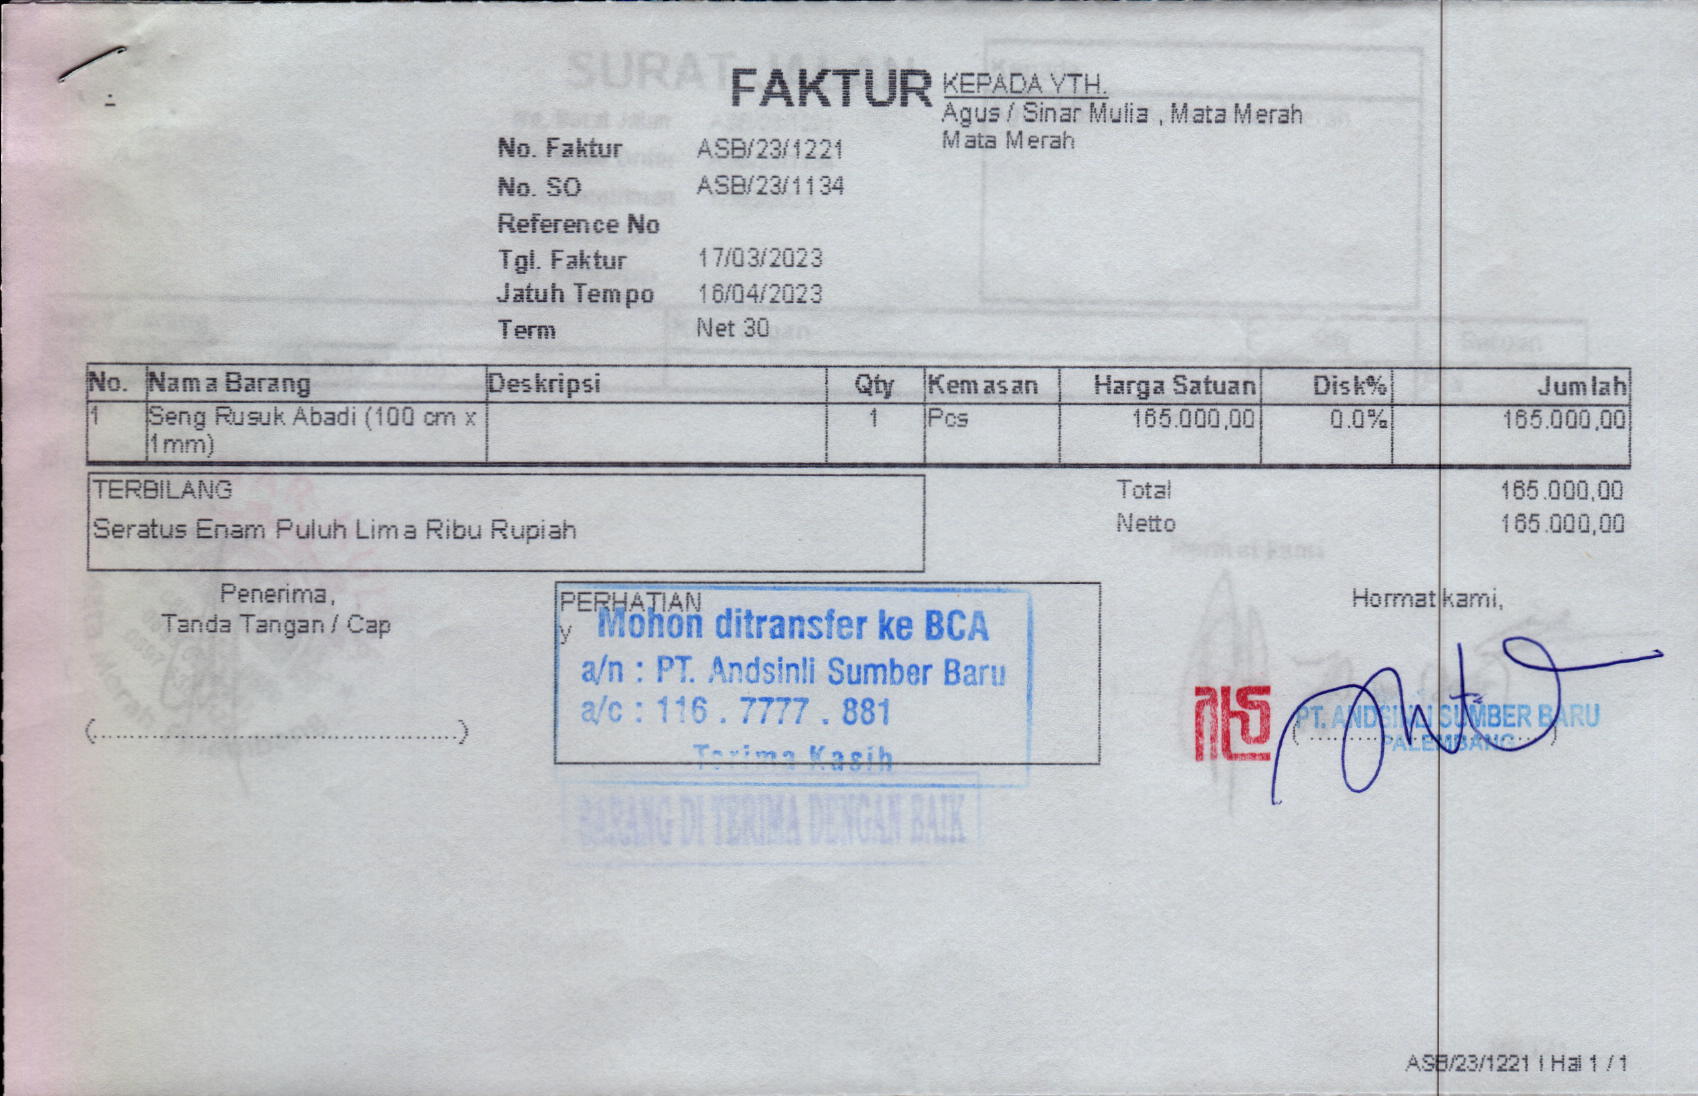 FAKTUR
KEPADA YTH.
Agus / Sinar Mulia , Mata Merah
Mata Merah
No. Faktur ASB/23/1221
No. SO ASB/23/1134
Reference No
Tgl. Faktur 17/03/2023
Jatuh Tempo 16/04/2023
Term Net 30
No. Nama Barang Deskripsi Qty Kemasan Harga Satuan Disk% Jumlah
1 Seng Rusuk Abadi (100 cm x 1 Pcs 165.000,00 0.0% 165.000,00
1mm)
TERBILANG
Seratus Enam Puluh Lima Ribu Rupiah
Total 165.000,00
Netto 165.000,00
Penerima,
Tanda Tangan / Cap
(................................................)
PERHATIAN
y
Mohon ditransfer ke BCA
a/n : PT. Andsinli Sumber Baru
a/c : 116 . 7777 . 881
Terima Kasih
BARANG DI TERIMA DENGAN BAIK
Hormat kami,
PT. ANDSINLI SUMBER BARU
PALEMBANG
ASB/23/1221 | Hal 1 / 1